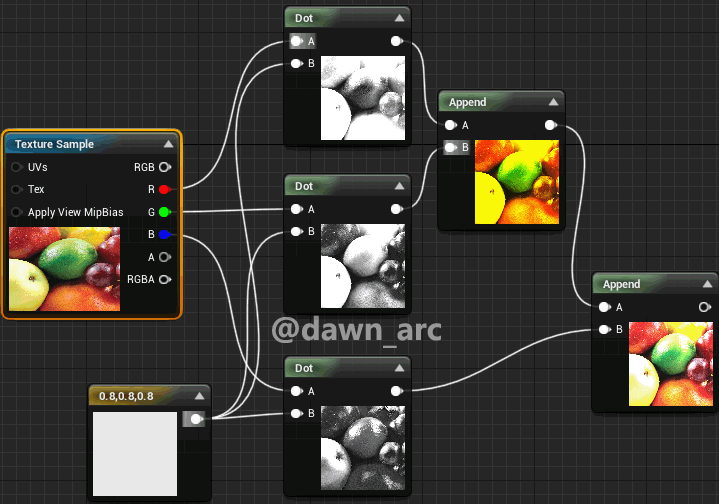 Dot
A
B
Append
A
B
Texture Sample
UVs
RGB
Tex
R
Apply View MipBias
G
B
A
RGBA
Dot
A
B
Append
A
B
@dawn_arc
Dot
A
B
0.8,0.8,0.8